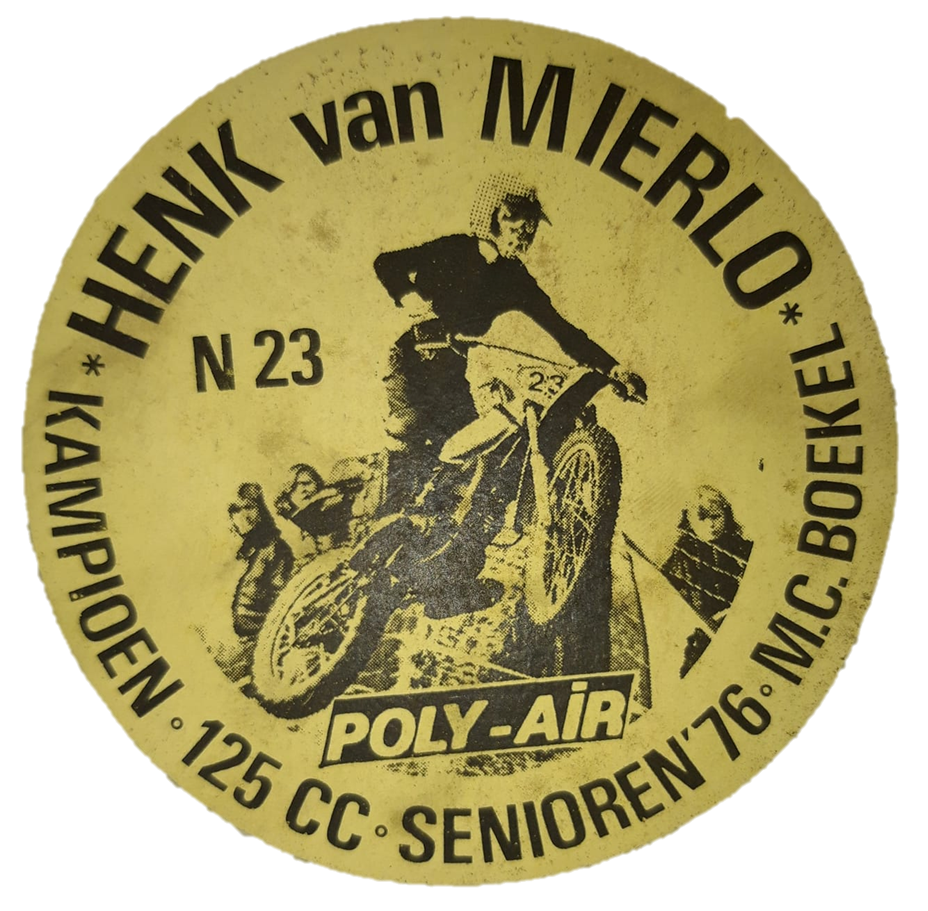 * HENK van MIERLO *
N 23
23
POLY-AiR
KAMPIOEN ° 125 CC ° SENIOREN '76 ° M.C. BOEKEL